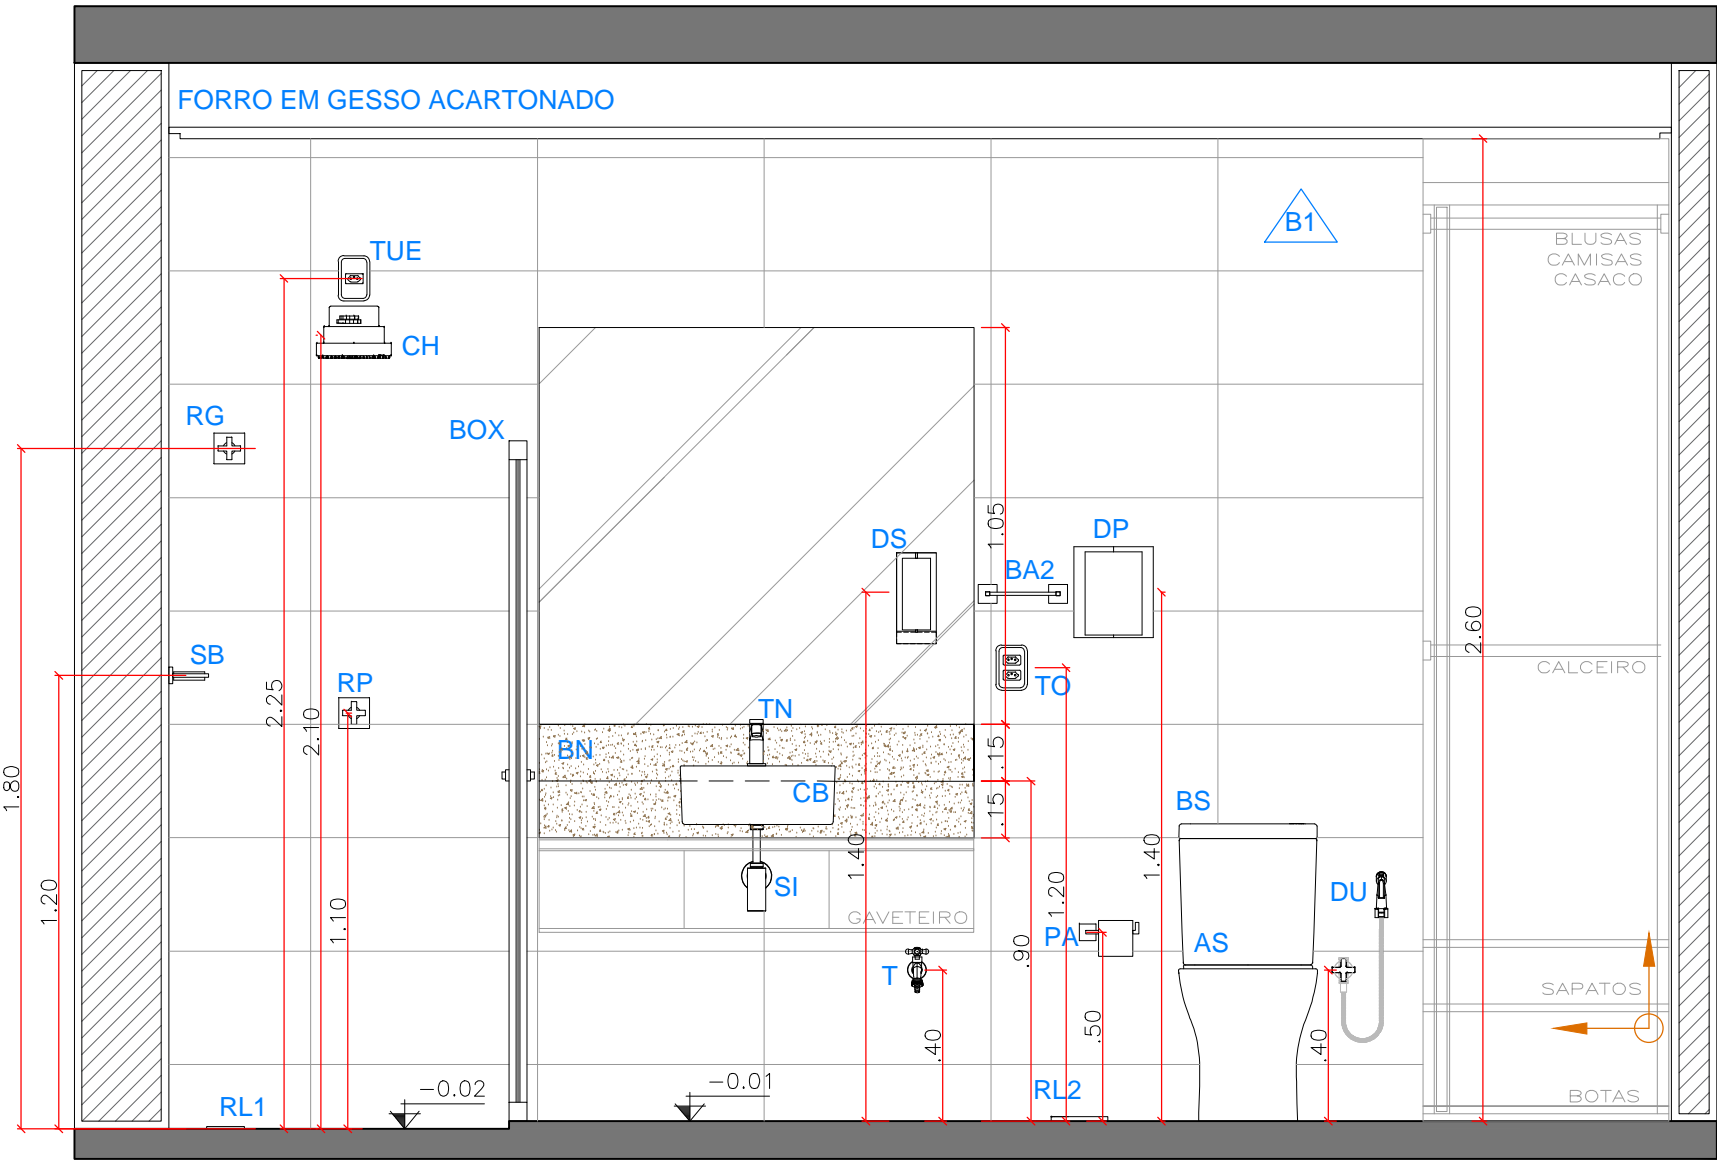 FORRO EM GESSO ACARTONADO
B1
TUE
BLUSAS
CAMISAS
CASACO
CH
RG
BOX
1.05
DS
DP
BA2
2.60
SB
CALCEIRO
RP
TO
2.25
2.10
TN
BN
.15
1.80
CB
.15
BS
1.40
1.40
1.20
1.20
SI
DU
1.10
GAVETEIRO
PA
AS
.90
T
SAPATOS
.50
.40
.40
-0.02
-0.01
RL1
RL2
BOTAS